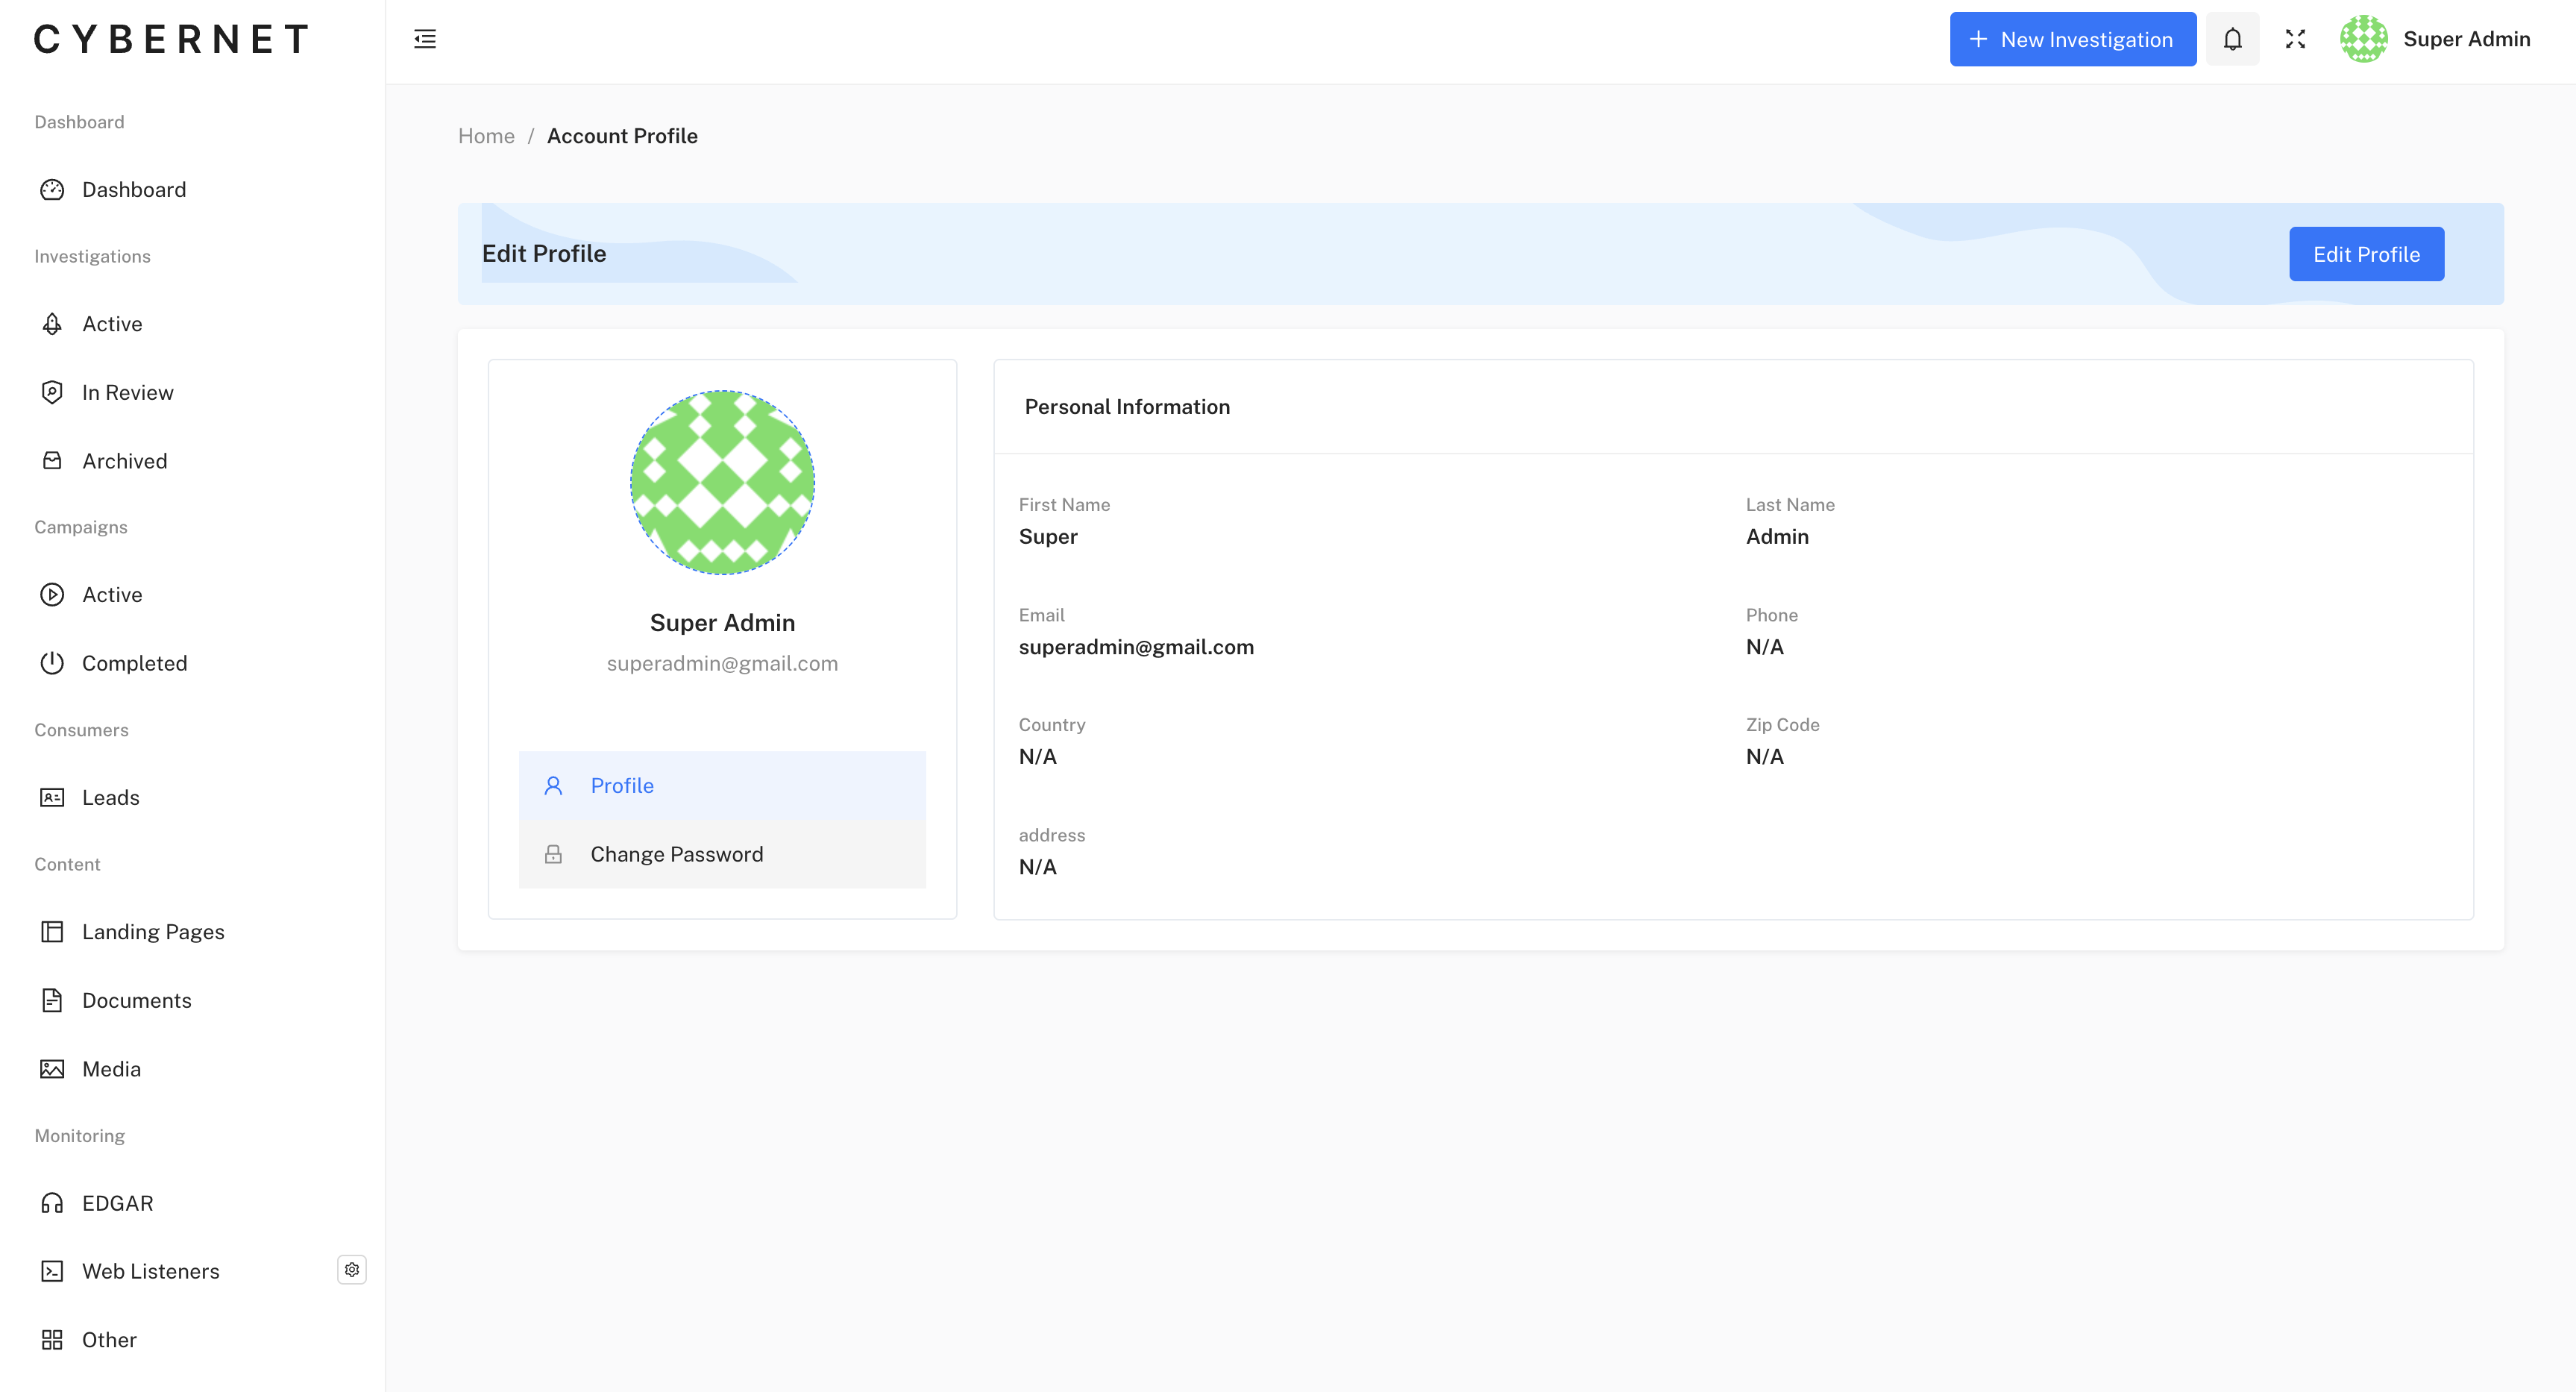 CYBERNET
New Investigation
Super Admin
Dashboard
Dashboard
Investigations
Active
In Review
Archived
Campaigns
Active
Completed
Consumers
Leads
Content
Landing Pages
Documents
Media
Monitoring
EDGAR
Web Listeners
Other
Home / Account Profile
Edit Profile
Edit Profile
Super Admin
superadmin@gmail.com
Profile
Change Password
Personal Information
First Name
Super
Last Name
Admin
Email
superadmin@gmail.com
Phone
N/A
Country
N/A
Zip Code
N/A
address
N/A